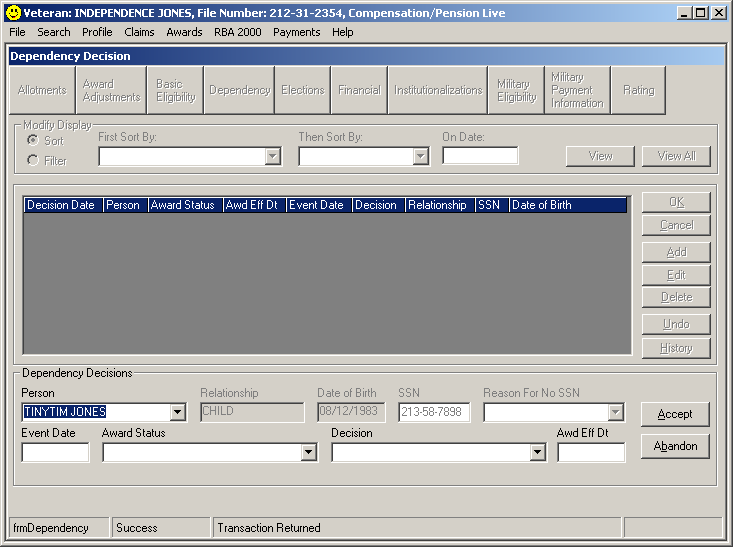 Veteran: INDEPENDENCE JONES, File Number: 212-31-2354, Compensation/Pension Live
File Search Profile Claims Awards RBA 2000 Payments Help
Dependency Decision
Allotments Award Adjustments Basic Eligibility Dependency Elections Financial Institutionalizations Military Eligibility Military Payment Information Rating
Modify Display
Sort First Sort By: Then Sort By: On Date:
Filter View View All
Decision Date Person Award Status Awd Eff Dt Event Date Decision Relationship SSN Date of Birth
OK
Cancel
Add
Edit
Delete
Undo
History
Dependency Decisions
Person Relationship Date of Birth SSN Reason For No SSN
TINYTIM JONES CHILD 08/12/1983 213-58-7898
Accept
Event Date Award Status Decision Awd Eff Dt
Abandon
frmDependency Success Transaction Returned